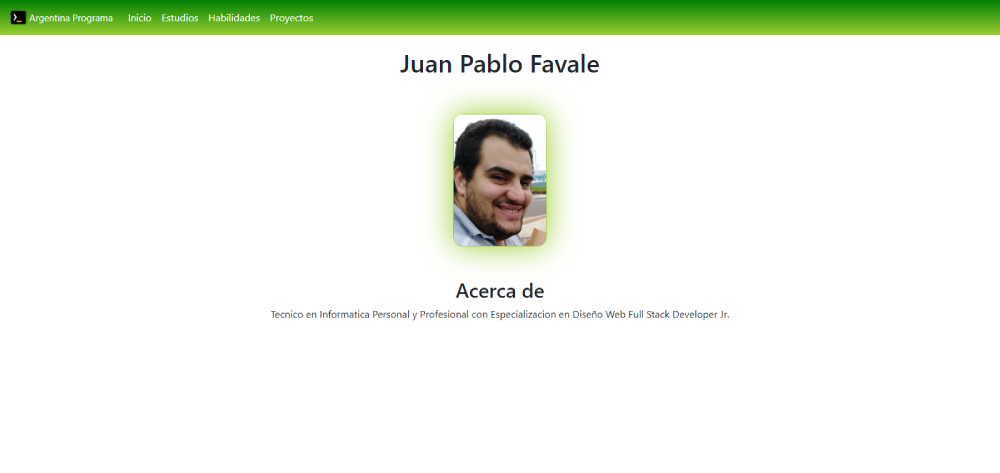 Argentina Programa Inicio Estudios Habilidades Proyectos
Juan Pablo Favale
Acerca de
Tecnico en Informatica Personal y Profesional con Especializacion en Diseño Web Full Stack Developer Jr.